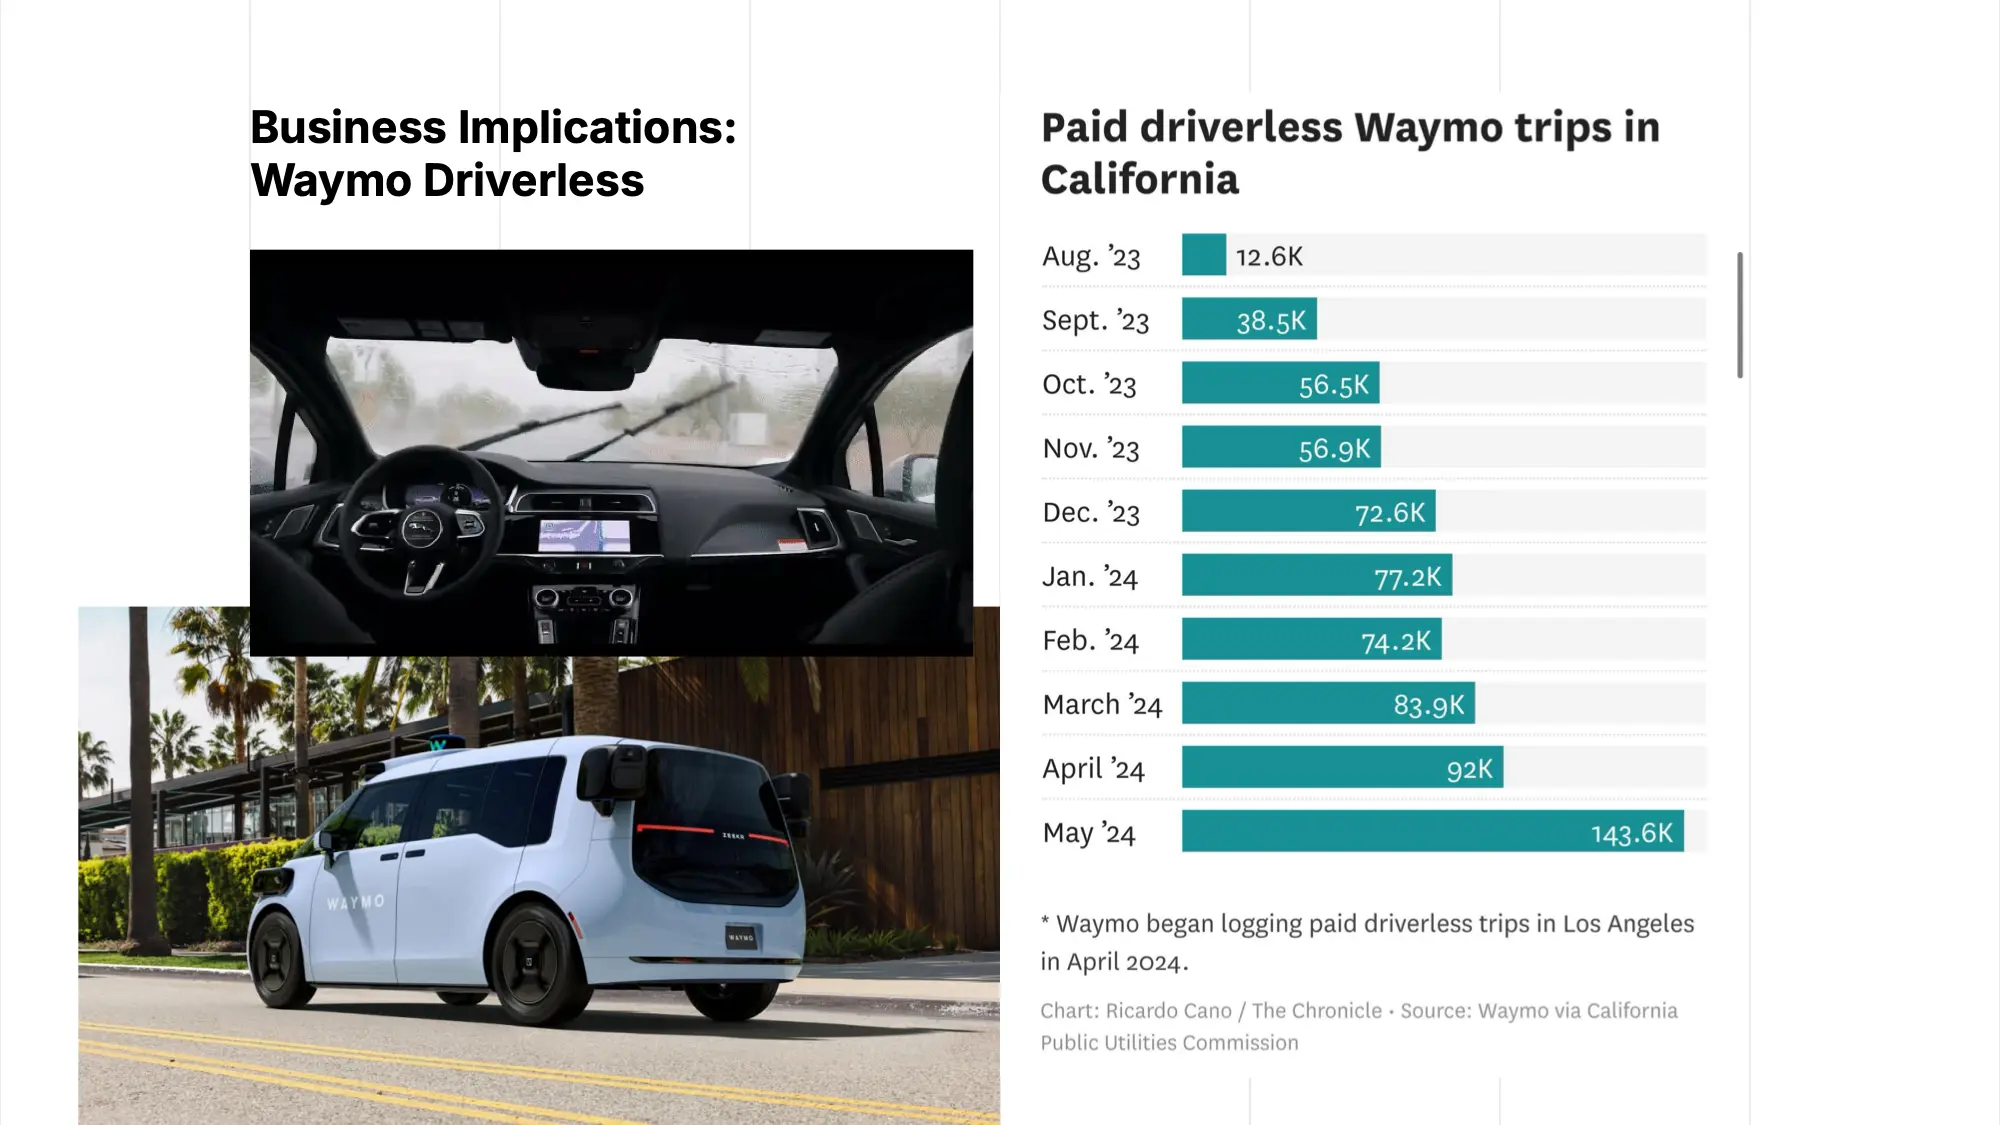 Business Implications:
Waymo Driverless
WAYMO
ZEEKR
WAYMO
Paid driverless Waymo trips in
California
Aug. ’23 12.6K
Sept. ’23 38.5K
Oct. ’23 56.5K
Nov. ’23 56.9K
Dec. ’23 72.6K
Jan. ’24 77.2K
Feb. ’24 74.2K
March ’24 83.9K
April ’24 92K
May ’24 143.6K
* Waymo began logging paid driverless trips in Los Angeles
in April 2024.
Chart: Ricardo Cano / The Chronicle • Source: Waymo via California
Public Utilities Commission